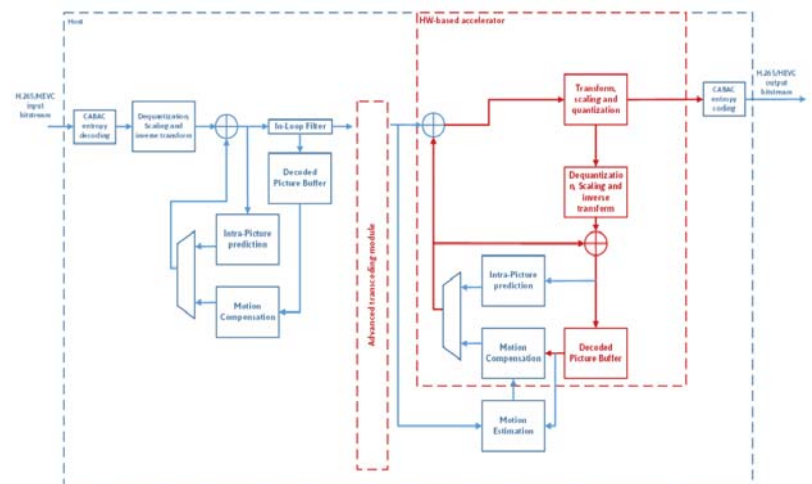 Host
HW-based accelerator
H.265/HEVC
input
bitstream
CABAC
entropy
decoding
Dequantization,
Scaling and
inverse transform
In-Loop Filter
Decoded
Picture Buffer
Intra-Picture
prediction
Motion
Compensation
Advanced transcoding module
Transform,
scaling and
quantization
Dequantizatio
n, Scaling and
inverse
transform
Intra-Picture
prediction
Motion
Compensation
Decoded
Picture Buffer
Motion
Estimation
CABAC
entropy
coding
H.265/HEVC
output
bitstream